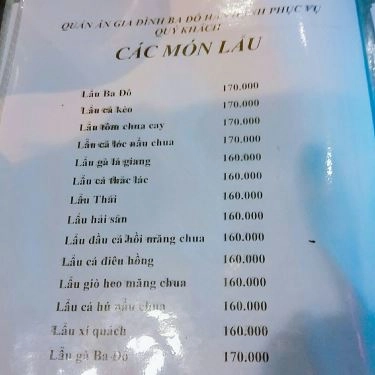 QUÁN ĂN GIA ĐÌNH BA ĐÔ HÂN HẠNH PHỤC VỤ
QUÝ KHÁCH
CÁC MÓN LẨU
Lẩu Ba Đô 170.000
Lẩu cá kèo 170.000
Lẩu tôm chua cay 170.000
Lẩu cá lóc nấu chua 170.000
Lẩu gà lá giang 160.000
Lẩu cá thác lác 160.000
Lẩu Thái 160.000
Lẩu hải sản 160.000
Lẩu đầu cá hồi măng chua 160.000
Lẩu cá điêu hồng 160.000
Lẩu giò heo măng chua 160.000
Lẩu cá hú nấu chua 160.000
Lẩu xí quách 160.000
Lẩu gà Ba Đô 170.000